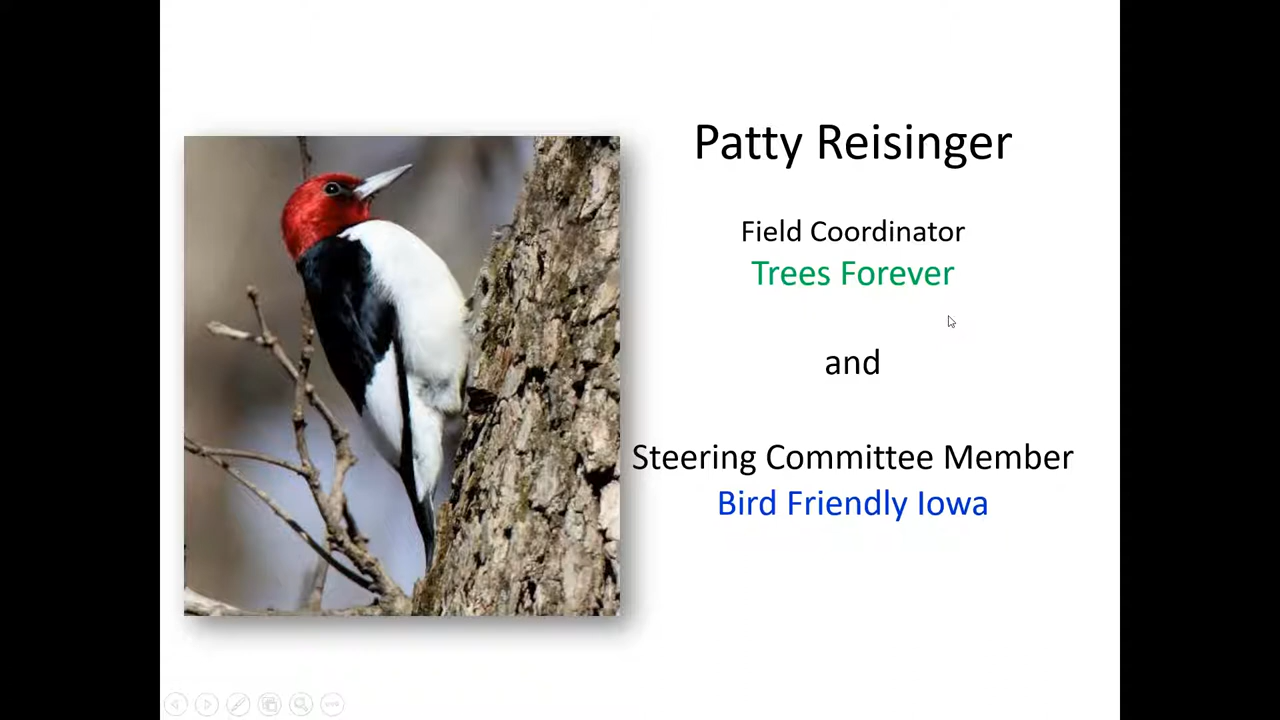 Patty Reisinger
Field Coordinator
Trees Forever
and
Steering Committee Member
Bird Friendly Iowa